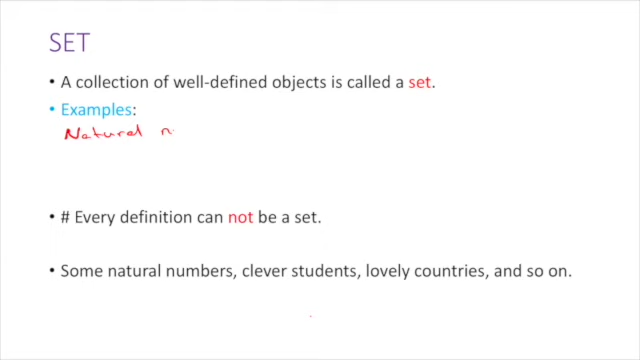 SET
• A collection of well-defined objects is called a set.
• Examples:
Natural n
• # Every definition can not be a set.
• Some natural numbers, clever students, lovely countries, and so on.